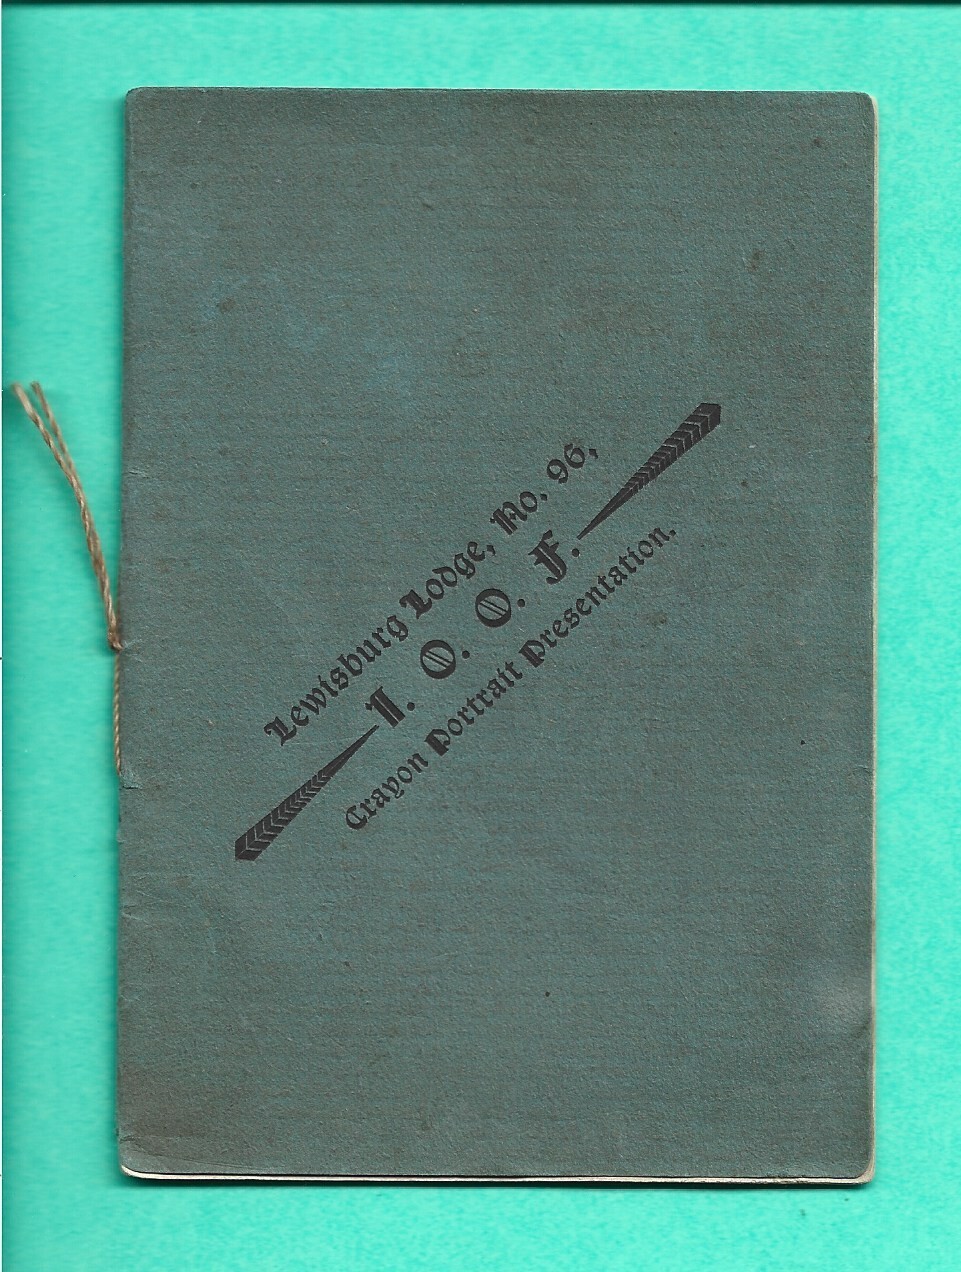 Lewisburg Lodge, No. 96,
I. O. O. F.
Crayon Portrait Presentation.